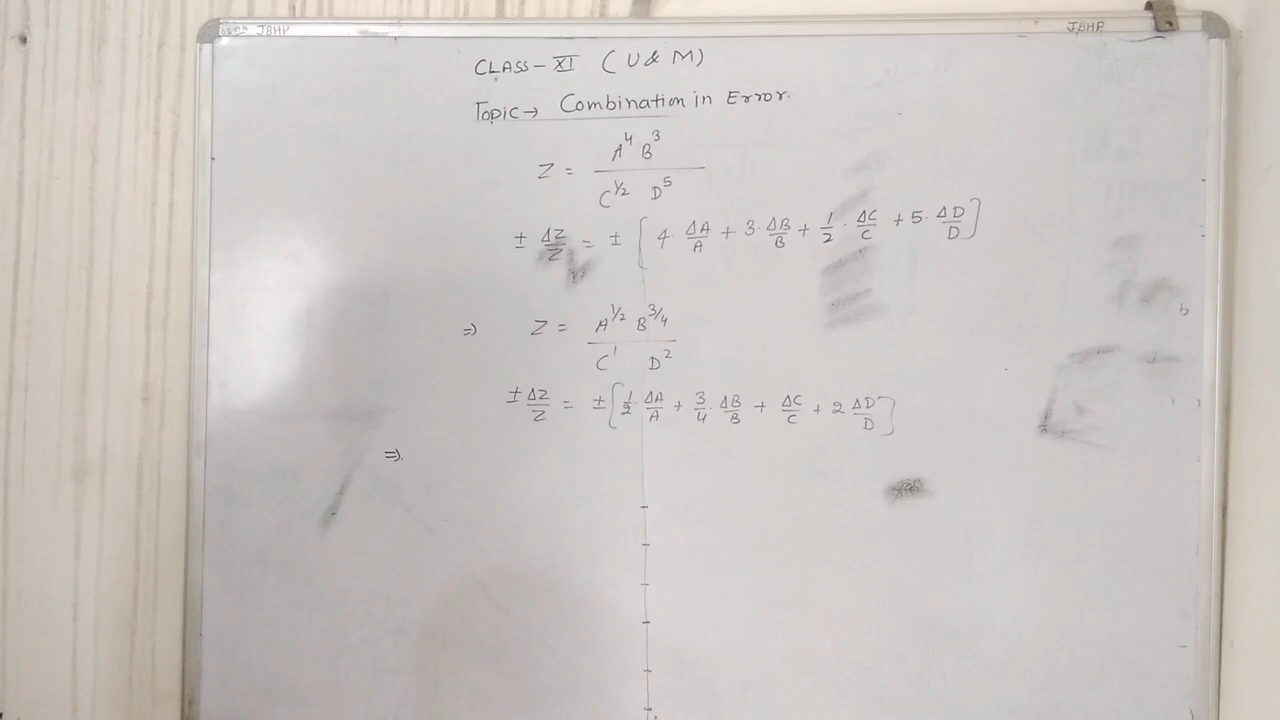 JBHP JBHP
CLASS-XI (U & M)
Topic→ Combination in Error.
Z = A^4 B^3 / C^1/2 D^5
± ΔZ/Z = ± [4·ΔA/A + 3·ΔB/B + 1/2·ΔC/C + 5·ΔD/D]
⇒ Z = A^1/2 B^3/4 / C^1 D^2
± ΔZ/Z = ± [1/2·ΔA/A + 3/4·ΔB/B + ΔC/C + 2 ΔD/D]
⇒